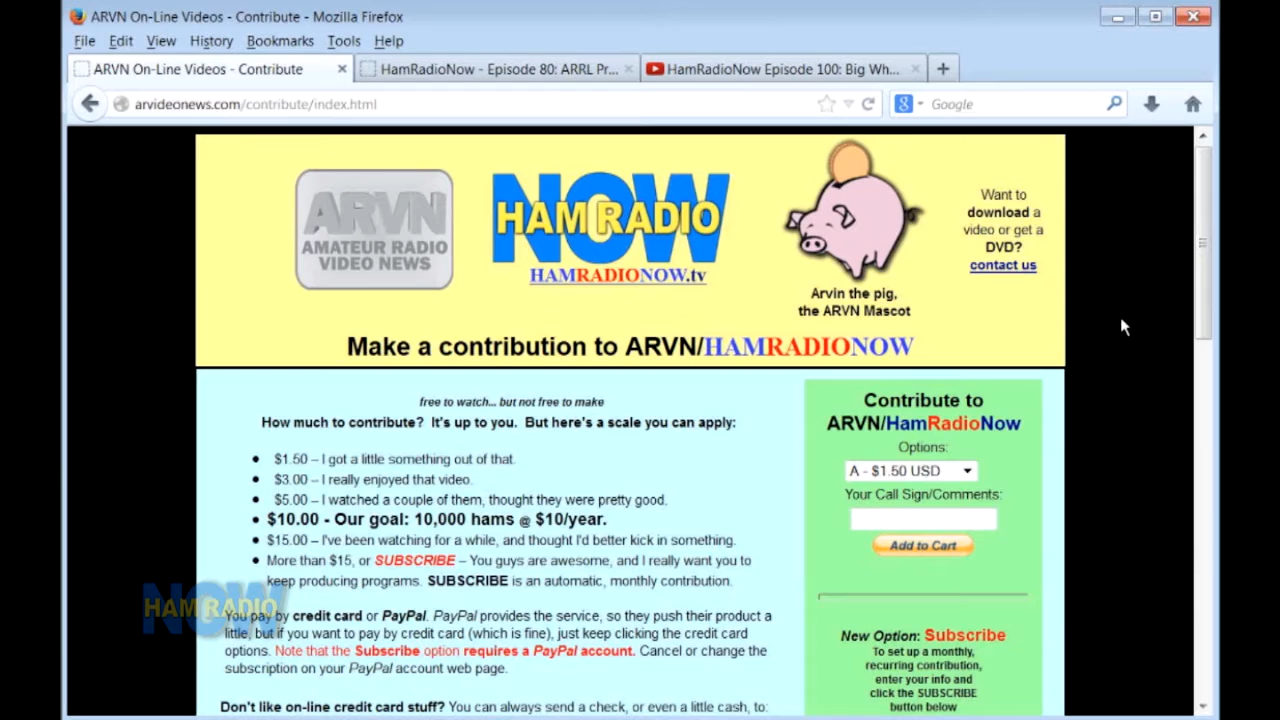 ARVN On-Line Videos - Contribute - Mozilla Firefox
File Edit View History Bookmarks Tools Help
ARVN On-Line Videos - Contribute
HamRadioNow - Episode 80: ARRL Pr...
HamRadioNow Episode 100: Big Wh...
arvideonews.com/contribute/index.html
Google
ARVN
AMATEUR RADIO
VIDEO NEWS
NOW
HAM RADIO
HAMRADIONOW.tv
Arvin the pig,
the ARVN Mascot
Want to
download a
video or get a
DVD?
contact us
Make a contribution to ARVN/HAMRADIONOW
free to watch... but not free to make
How much to contribute? It's up to you. But here's a scale you can apply:
• $1.50 – I got a little something out of that.
• $3.00 – I really enjoyed that video.
• $5.00 – I watched a couple of them, thought they were pretty good.
• $10.00 - Our goal: 10,000 hams @ $10/year.
• $15.00 – I've been watching for a while, and thought I'd better kick in something.
• More than $15, or SUBSCRIBE – You guys are awesome, and I really want you to
keep producing programs. SUBSCRIBE is an automatic, monthly contribution.
You pay by credit card or PayPal. PayPal provides the service, so they push their product a
little, but if you want to pay by credit card (which is fine), just keep clicking the credit card
options. Note that the Subscribe option requires a PayPal account. Cancel or change the
subscription on your PayPal account web page.
Don't like on-line credit card stuff? You can always send a check, or even a little cash, to:
Contribute to
ARVN/HamRadioNow
Options:
A - $1.50 USD
Your Call Sign/Comments:
Add to Cart
New Option: Subscribe
To set up a monthly,
recurring contribution,
enter your info and
click the SUBSCRIBE
button below
NOW
HAM RADIO